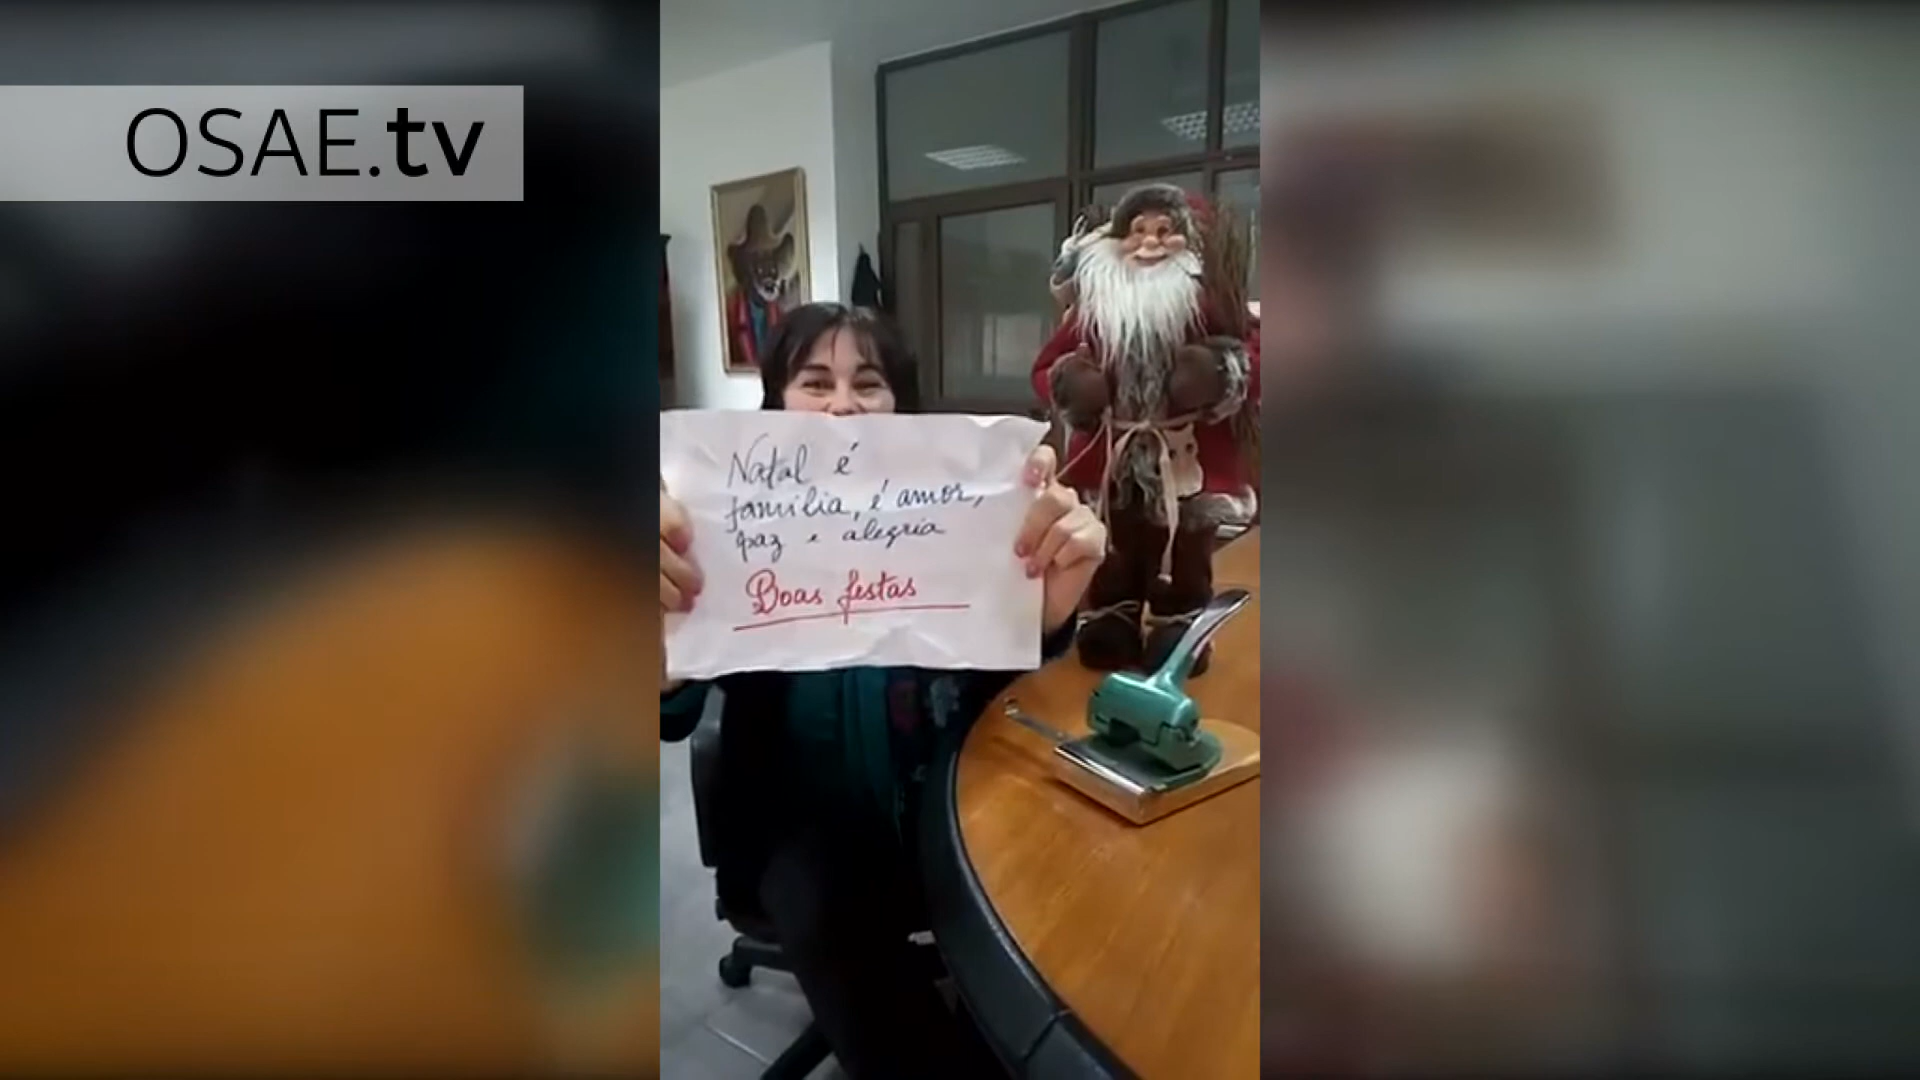 OSAE.tv
Natal é
família, é amor,
paz e alegria
Boas festas